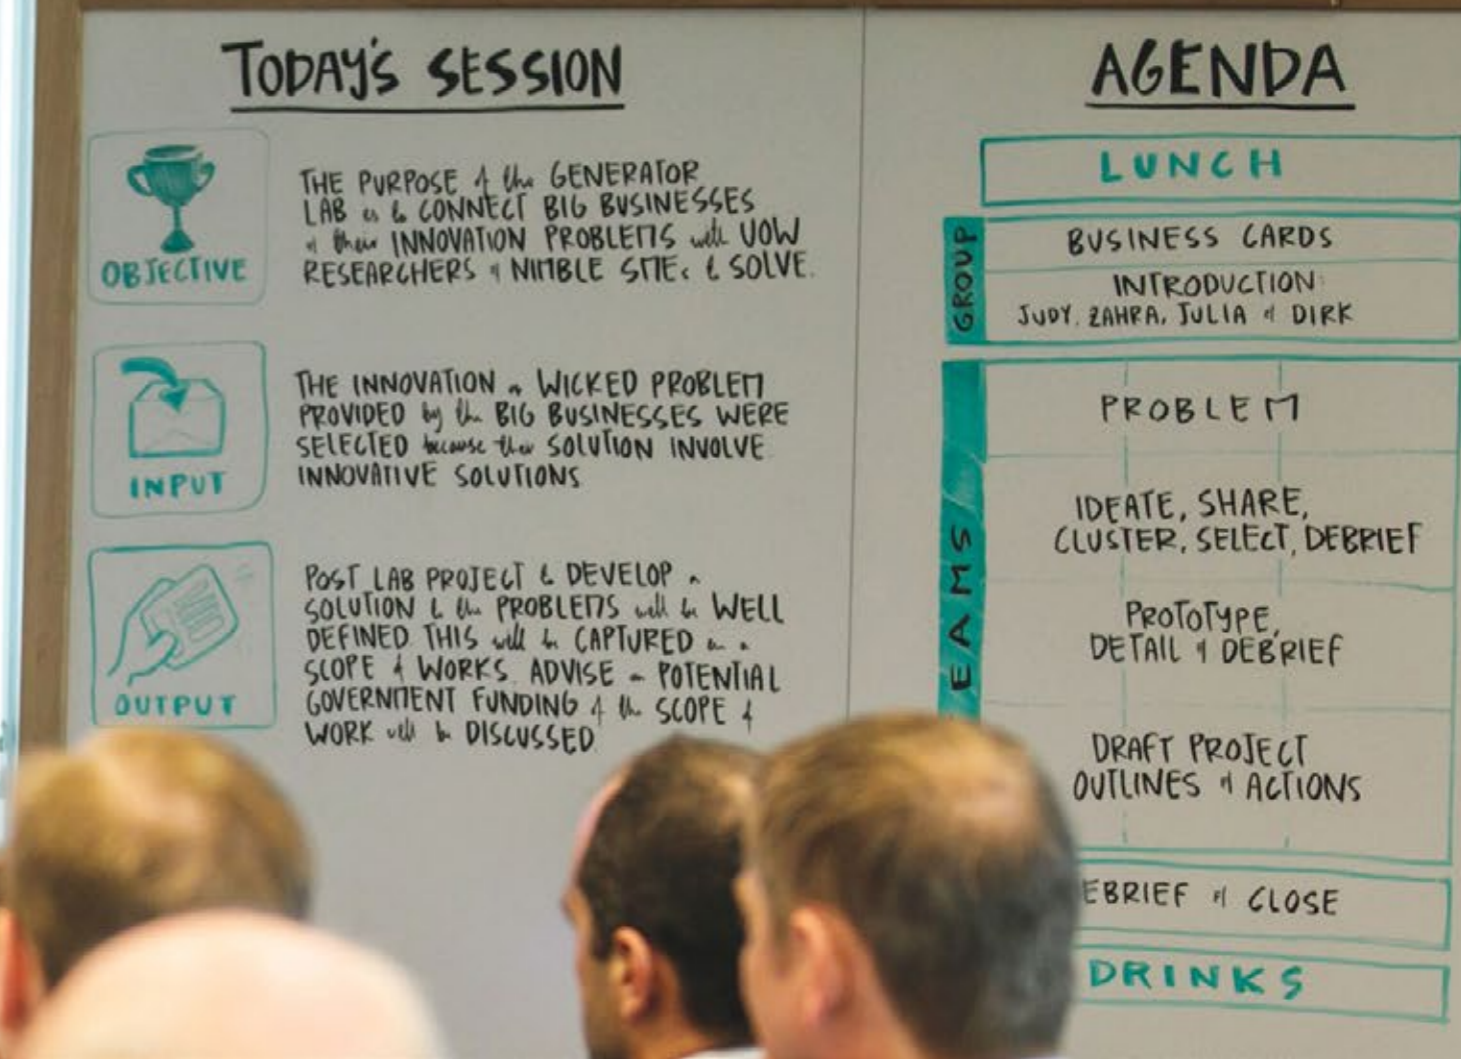 TODAY'S SESSION
OBJECTIVE
THE PURPOSE of the GENERATOR
LAB is to CONNECT BIG BUSINESSES
& their INNOVATION PROBLEMS with UOW
RESEARCHERS & NIMBLE SMEs to SOLVE.
INPUT
THE INNOVATION or WICKED PROBLEM
PROVIDED by the BIG BUSINESSES WERE
SELECTED because their SOLUTION INVOLVE
INNOVATIVE SOLUTIONS
OUTPUT
POST LAB PROJECT to DEVELOP a
SOLUTION to the PROBLEMS will be WELL
DEFINED. THIS will be CAPTURED in a
SCOPE of WORKS. ADVISE on POTENTIAL
GOVERNMENT FUNDING of the SCOPE of
WORK will be DISCUSSED
AGENDA
LUNCH
GROUP
BUSINESS CARDS
INTRODUCTION:
JUDY, ZAHRA, JULIA & DIRK
EAMS
PROBLEM
IDEATE, SHARE,
CLUSTER, SELECT, DEBRIEF
PROTOTYPE,
DETAIL & DEBRIEF
DRAFT PROJECT
OUTLINES & ACTIONS
EBRIEF & CLOSE
DRINKS